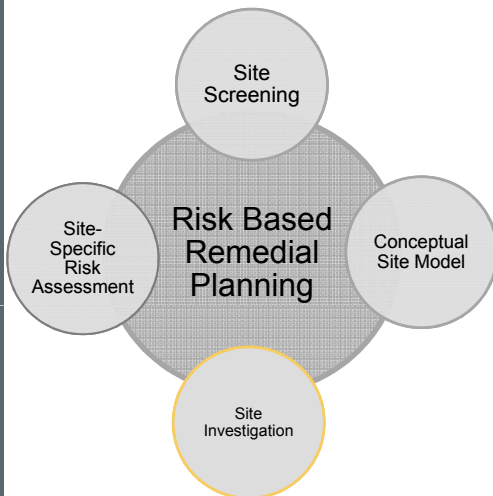 Site
Screening
Risk Based
Remedial
Planning
Site-
Specific
Risk
Assessment
Conceptual
Site Model
Site
Investigation